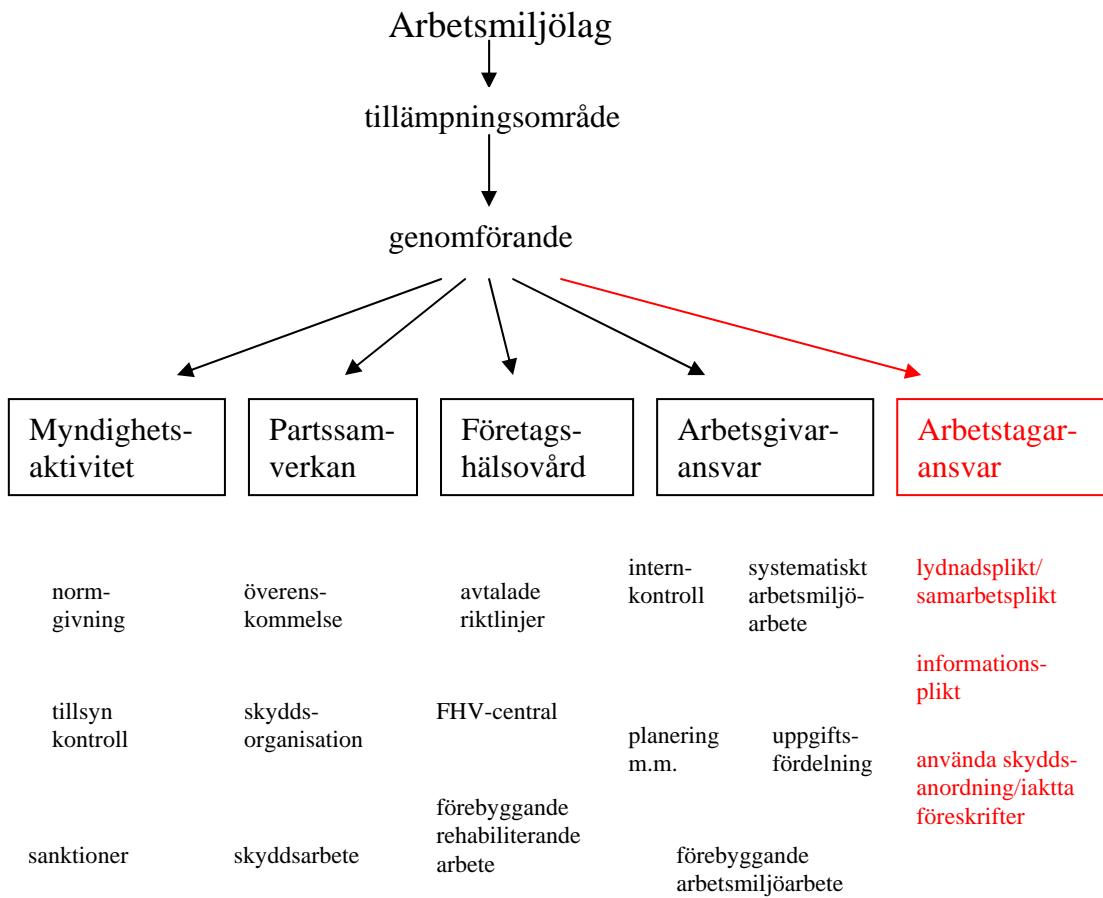 Arbetsmiljölag
tillämpningsområde
genomförande
Myndighets-
aktivitet
Partssam-
verkan
Företags-
hälsovård
Arbetsgivar-
ansvar
Arbetstagar-
ansvar
norm-
givning
tillsyn
kontroll
sanktioner
överens-
kommelse
skydds-
organisation
skyddsarbete
avtalade
riktlinjer
FHV-central
förebyggande
rehabiliterande
arbete
intern-
kontroll
systematiskt
arbetsmiljö-
arbete
planering
m.m.
uppgifts-
fördelning
förebyggande
arbetsmiljöarbete
lydnadsplikt/
samarbetsplikt
informations-
plikt
använda skydds-
anordning/iaktta
föreskrifter